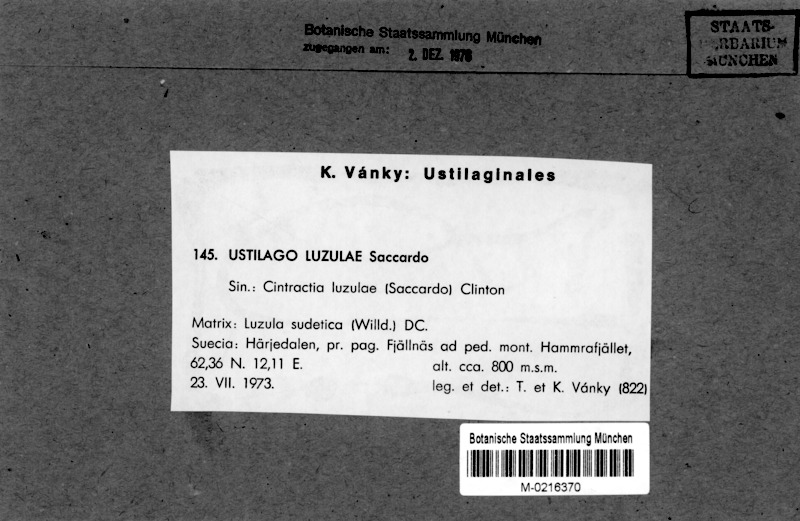 Botanische Staatssammlung München
zugegangen am: 2. DEZ. 1976
STAATS-
HERBARIUM
MÜNCHEN
K. Vánky: Ustilaginales
145. USTILAGO LUZULAE Saccardo
Sin.: Cintractia luzulae (Saccardo) Clinton
Matrix: Luzula sudetica (Willd.) DC.
Suecia: Härjedalen, pr. pag. Fjällnäs ad ped. mont. Hammrafjället,
62,36 N. 12,11 E. alt. cca. 800 m.s.m.
23. VII. 1973. leg. et det.: T. et K. Vánky (822)
Botanische Staatssammlung München
M-0216370